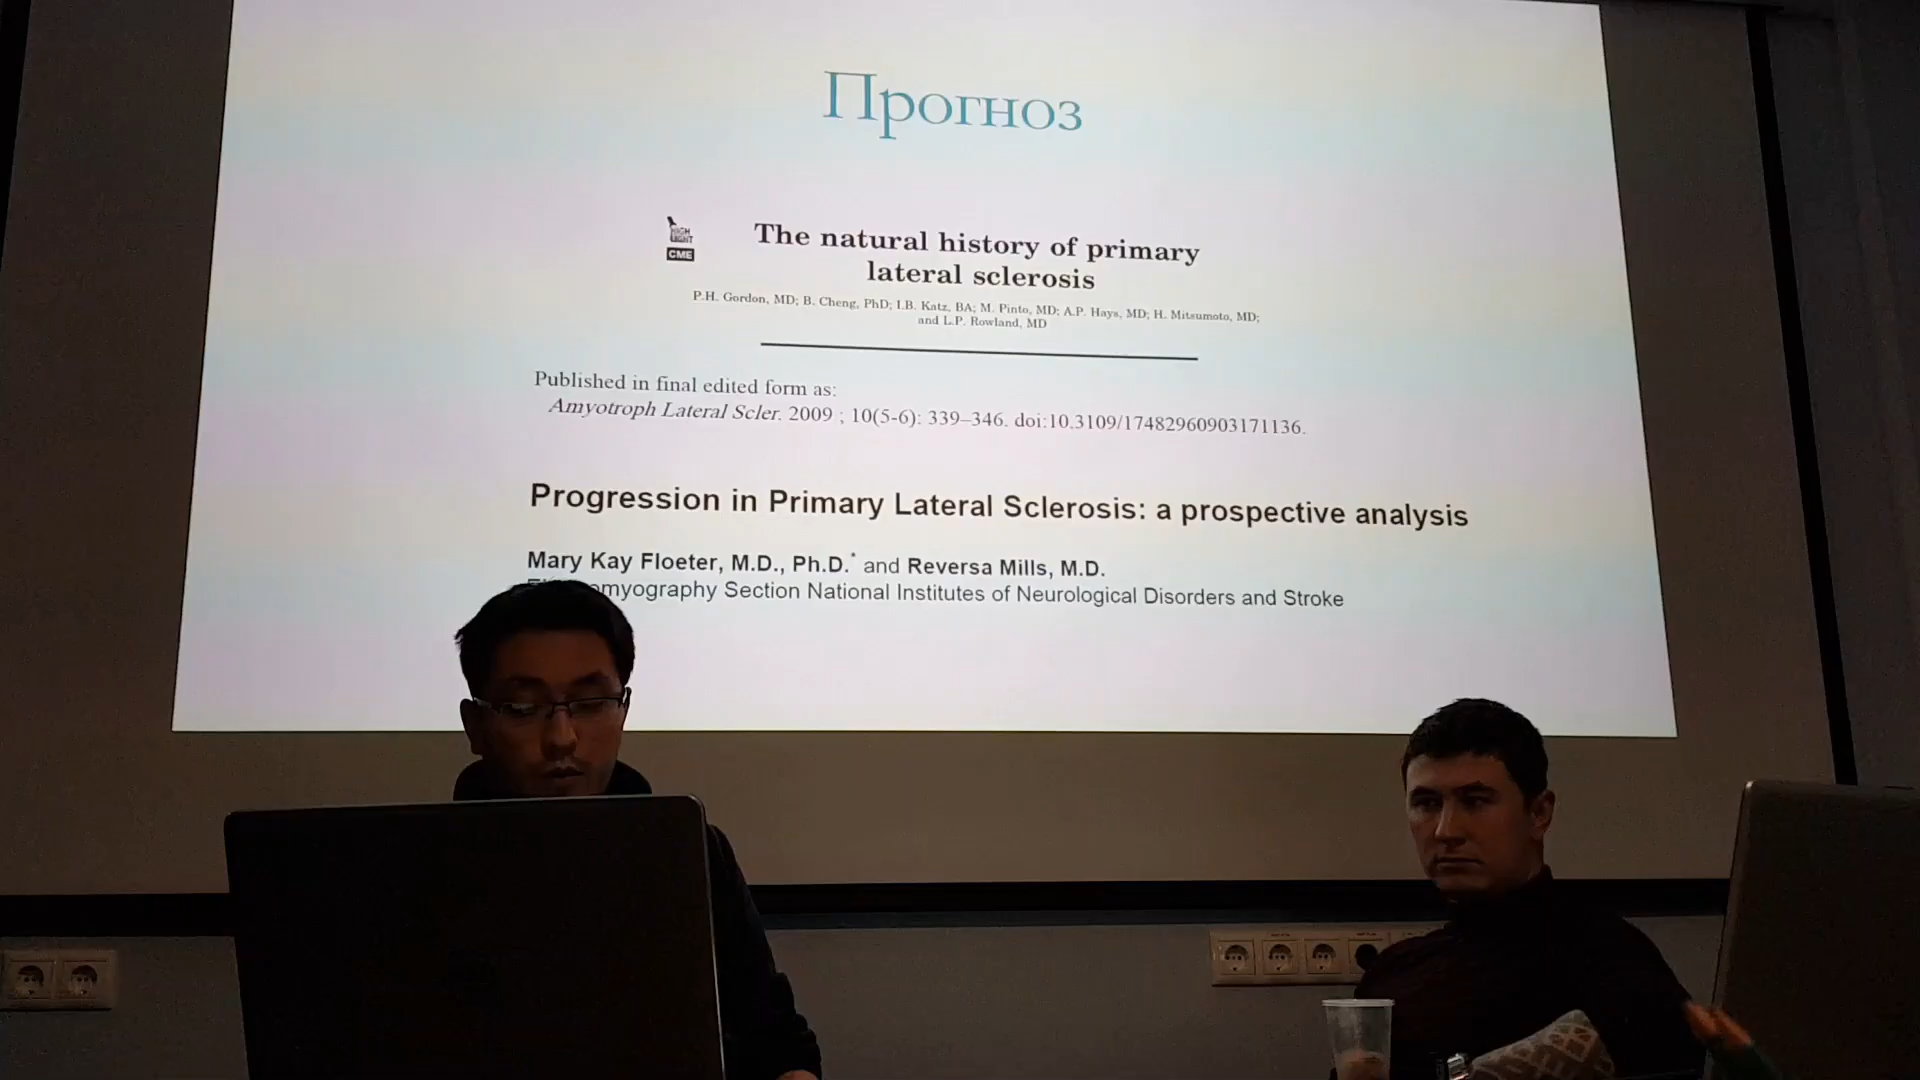 Прогноз
HIGH
LIGHT
CME
The natural history of primary
lateral sclerosis
P.H. Gordon, MD; B. Cheng, PhD; I.B. Katz, BA; M. Pinto, MD; A.P. Hays, MD; H. Mitsumoto, MD;
and L.P. Rowland, MD
Published in final edited form as:
Amyotroph Lateral Scler. 2009 ; 10(5-6): 339–346. doi:10.3109/17482960903171136.
Progression in Primary Lateral Sclerosis: a prospective analysis
Mary Kay Floeter, M.D., Ph.D.* and Reversa Mills, M.D.
myography Section National Institutes of Neurological Disorders and Stroke